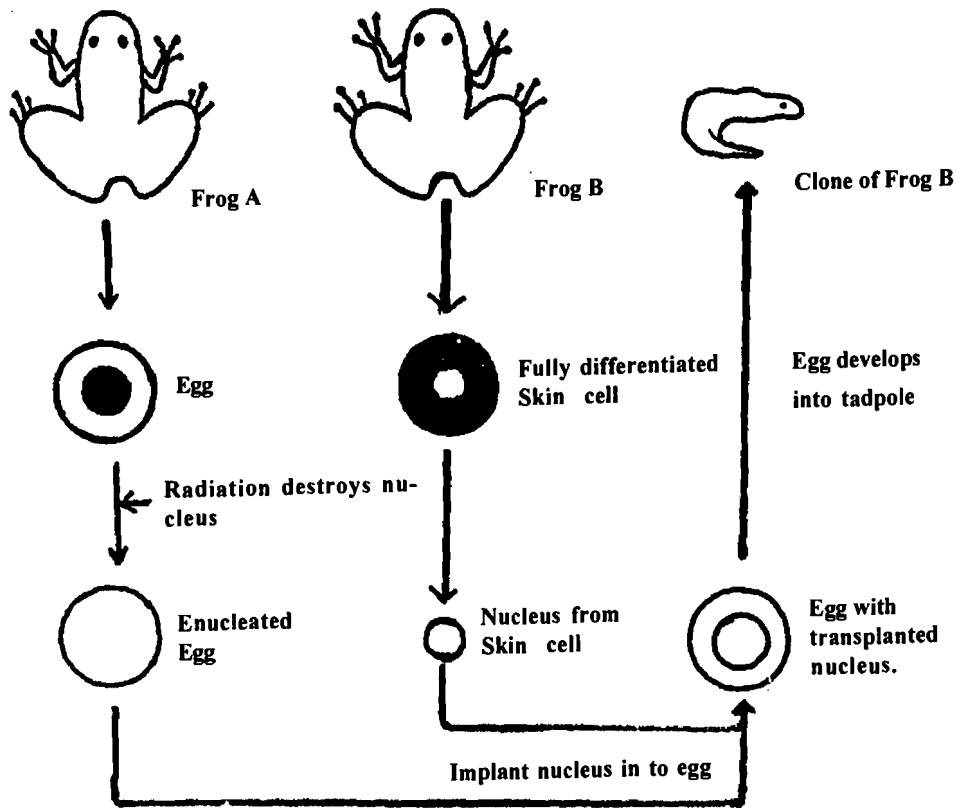 Frog A
Frog B
Clone of Frog B
Egg
Fully differentiated
Skin cell
Egg develops
into tadpole
Radiation destroys nu-
cleus
Enucleated
Egg
Nucleus from
Skin cell
Egg with
transplanted
nucleus.
Implant nucleus in to egg